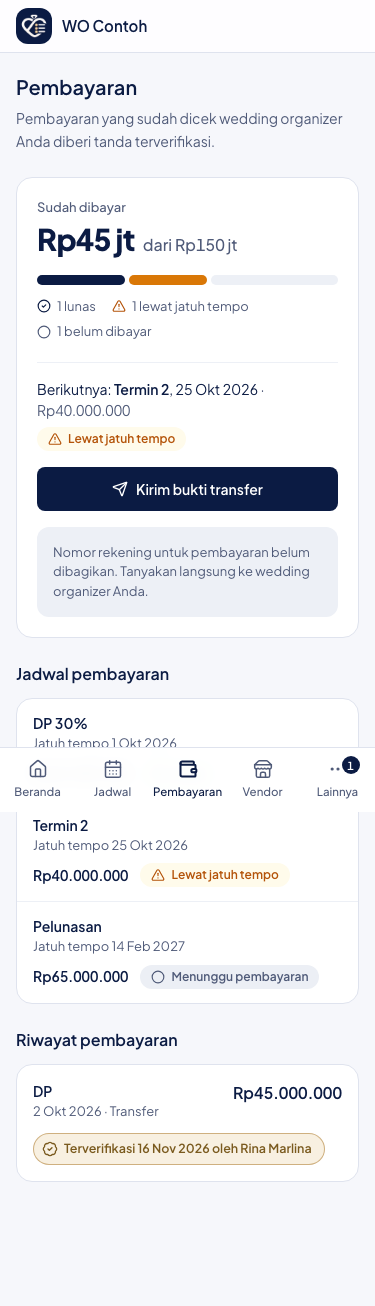 WO Contoh
Pembayaran
Pembayaran yang sudah dicek wedding organizer
Anda diberi tanda terverifikasi.
Sudah dibayar
Rp45 jt dari Rp150 jt
1 lunas 1 lewat jatuh tempo
1 belum dibayar
Berikutnya: Termin 2, 25 Okt 2026 ·
Rp40.000.000
Lewat jatuh tempo
Kirim bukti transfer
Nomor rekening untuk pembayaran belum
dibagikan. Tanyakan langsung ke wedding
organizer Anda.
Jadwal pembayaran
DP 30%
Jatuh tempo 1 Okt 2026
1
Beranda Jadwal Pembayaran Vendor Lainnya
Termin 2
Jatuh tempo 25 Okt 2026
Rp40.000.000 Lewat jatuh tempo
Pelunasan
Jatuh tempo 14 Feb 2027
Rp65.000.000 Menunggu pembayaran
Riwayat pembayaran
DP Rp45.000.000
2 Okt 2026 · Transfer
Terverifikasi 16 Nov 2026 oleh Rina Marlina